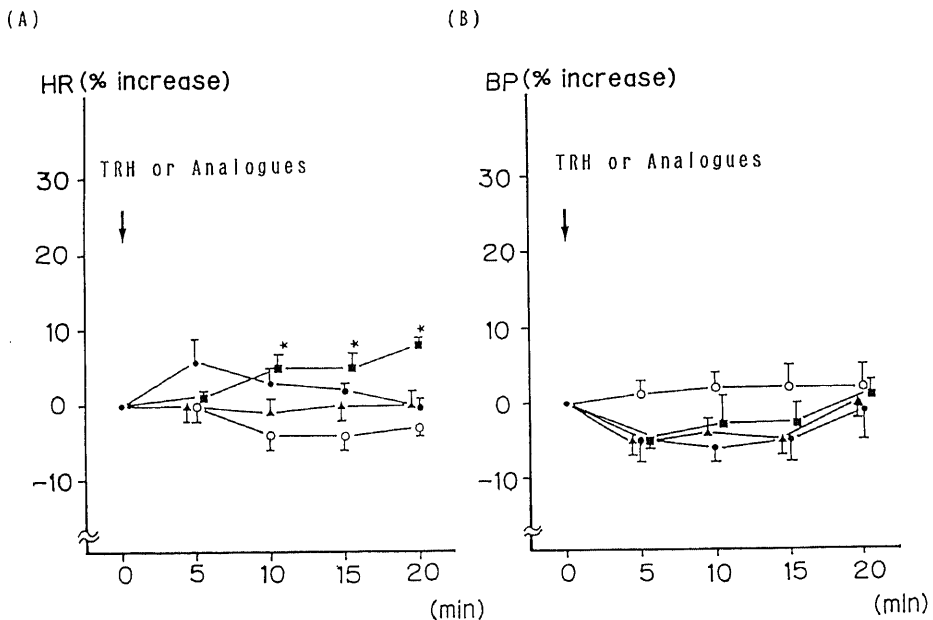 (A)
(B)
HR (% increase)
BP (% increase)
TRH or Analogues
TRH or Analogues
30
20
10
0
-10
30
20
10
0
-10
*
*
*
0 5 10 15 20
(min)
0 5 10 15 20
(min)